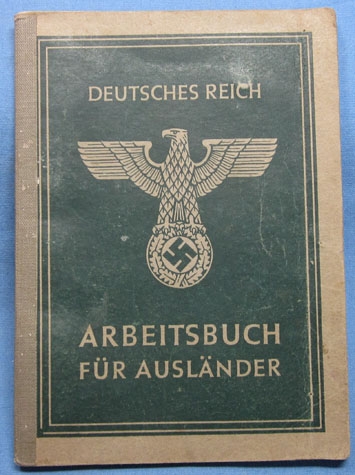 DEUTSCHES REICH
ARBEITSBUCH
FÜR AUSLÄNDER